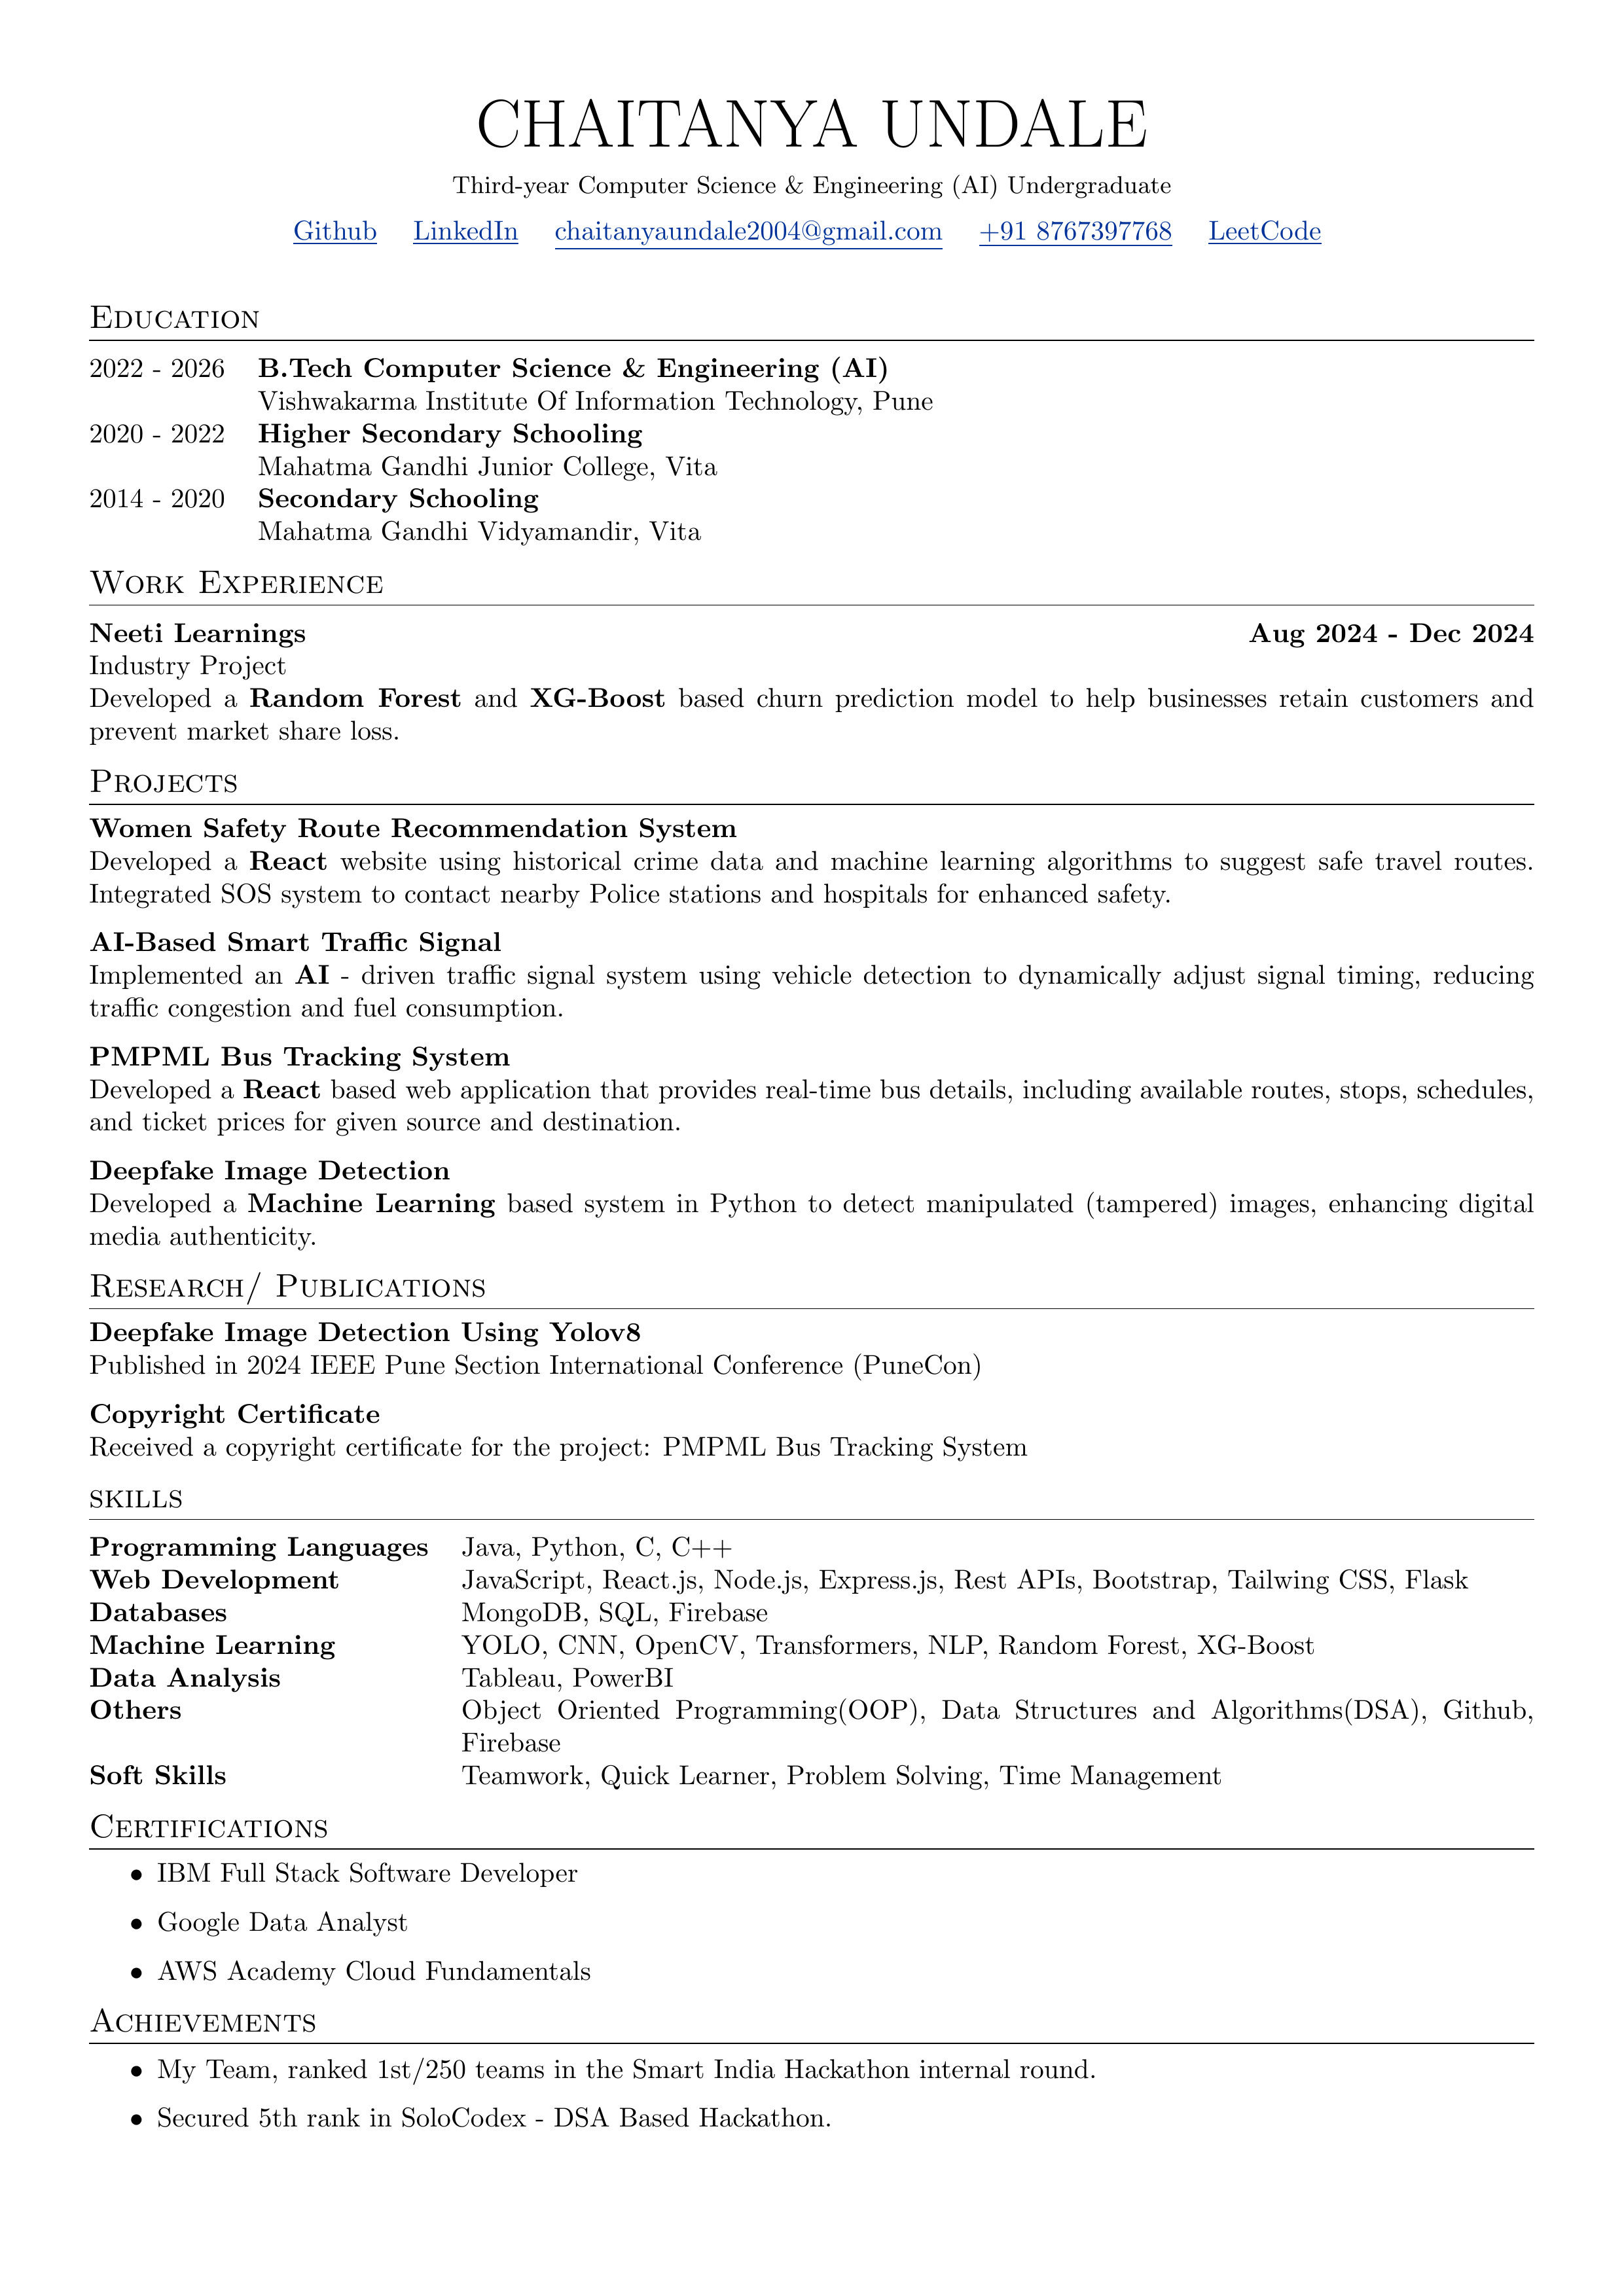 CHAITANYA UNDALE
Third-year Computer Science & Engineering (AI) Undergraduate
Github LinkedIn chaitanyaundale2004@gmail.com +91 8767397768 LeetCode
Education
2022 - 2026 B.Tech Computer Science & Engineering (AI)
Vishwakarma Institute Of Information Technology, Pune
2020 - 2022 Higher Secondary Schooling
Mahatma Gandhi Junior College, Vita
2014 - 2020 Secondary Schooling
Mahatma Gandhi Vidyamandir, Vita
Work Experience
Neeti Learnings Aug 2024 - Dec 2024
Industry Project
Developed a Random Forest and XG-Boost based churn prediction model to help businesses retain customers and
prevent market share loss.
Projects
Women Safety Route Recommendation System
Developed a React website using historical crime data and machine learning algorithms to suggest safe travel routes.
Integrated SOS system to contact nearby Police stations and hospitals for enhanced safety.
AI-Based Smart Traffic Signal
Implemented an AI - driven traffic signal system using vehicle detection to dynamically adjust signal timing, reducing
traffic congestion and fuel consumption.
PMPML Bus Tracking System
Developed a React based web application that provides real-time bus details, including available routes, stops, schedules,
and ticket prices for given source and destination.
Deepfake Image Detection
Developed a Machine Learning based system in Python to detect manipulated (tampered) images, enhancing digital
media authenticity.
Research/ Publications
Deepfake Image Detection Using Yolov8
Published in 2024 IEEE Pune Section International Conference (PuneCon)
Copyright Certificate
Received a copyright certificate for the project: PMPML Bus Tracking System
skills
Programming Languages Java, Python, C, C++
Web Development JavaScript, React.js, Node.js, Express.js, Rest APIs, Bootstrap, Tailwing CSS, Flask
Databases MongoDB, SQL, Firebase
Machine Learning YOLO, CNN, OpenCV, Transformers, NLP, Random Forest, XG-Boost
Data Analysis Tableau, PowerBI
Others Object Oriented Programming(OOP), Data Structures and Algorithms(DSA), Github,
Firebase
Soft Skills Teamwork, Quick Learner, Problem Solving, Time Management
Certifications
• IBM Full Stack Software Developer
• Google Data Analyst
• AWS Academy Cloud Fundamentals
Achievements
• My Team, ranked 1st/250 teams in the Smart India Hackathon internal round.
• Secured 5th rank in SoloCodex - DSA Based Hackathon.